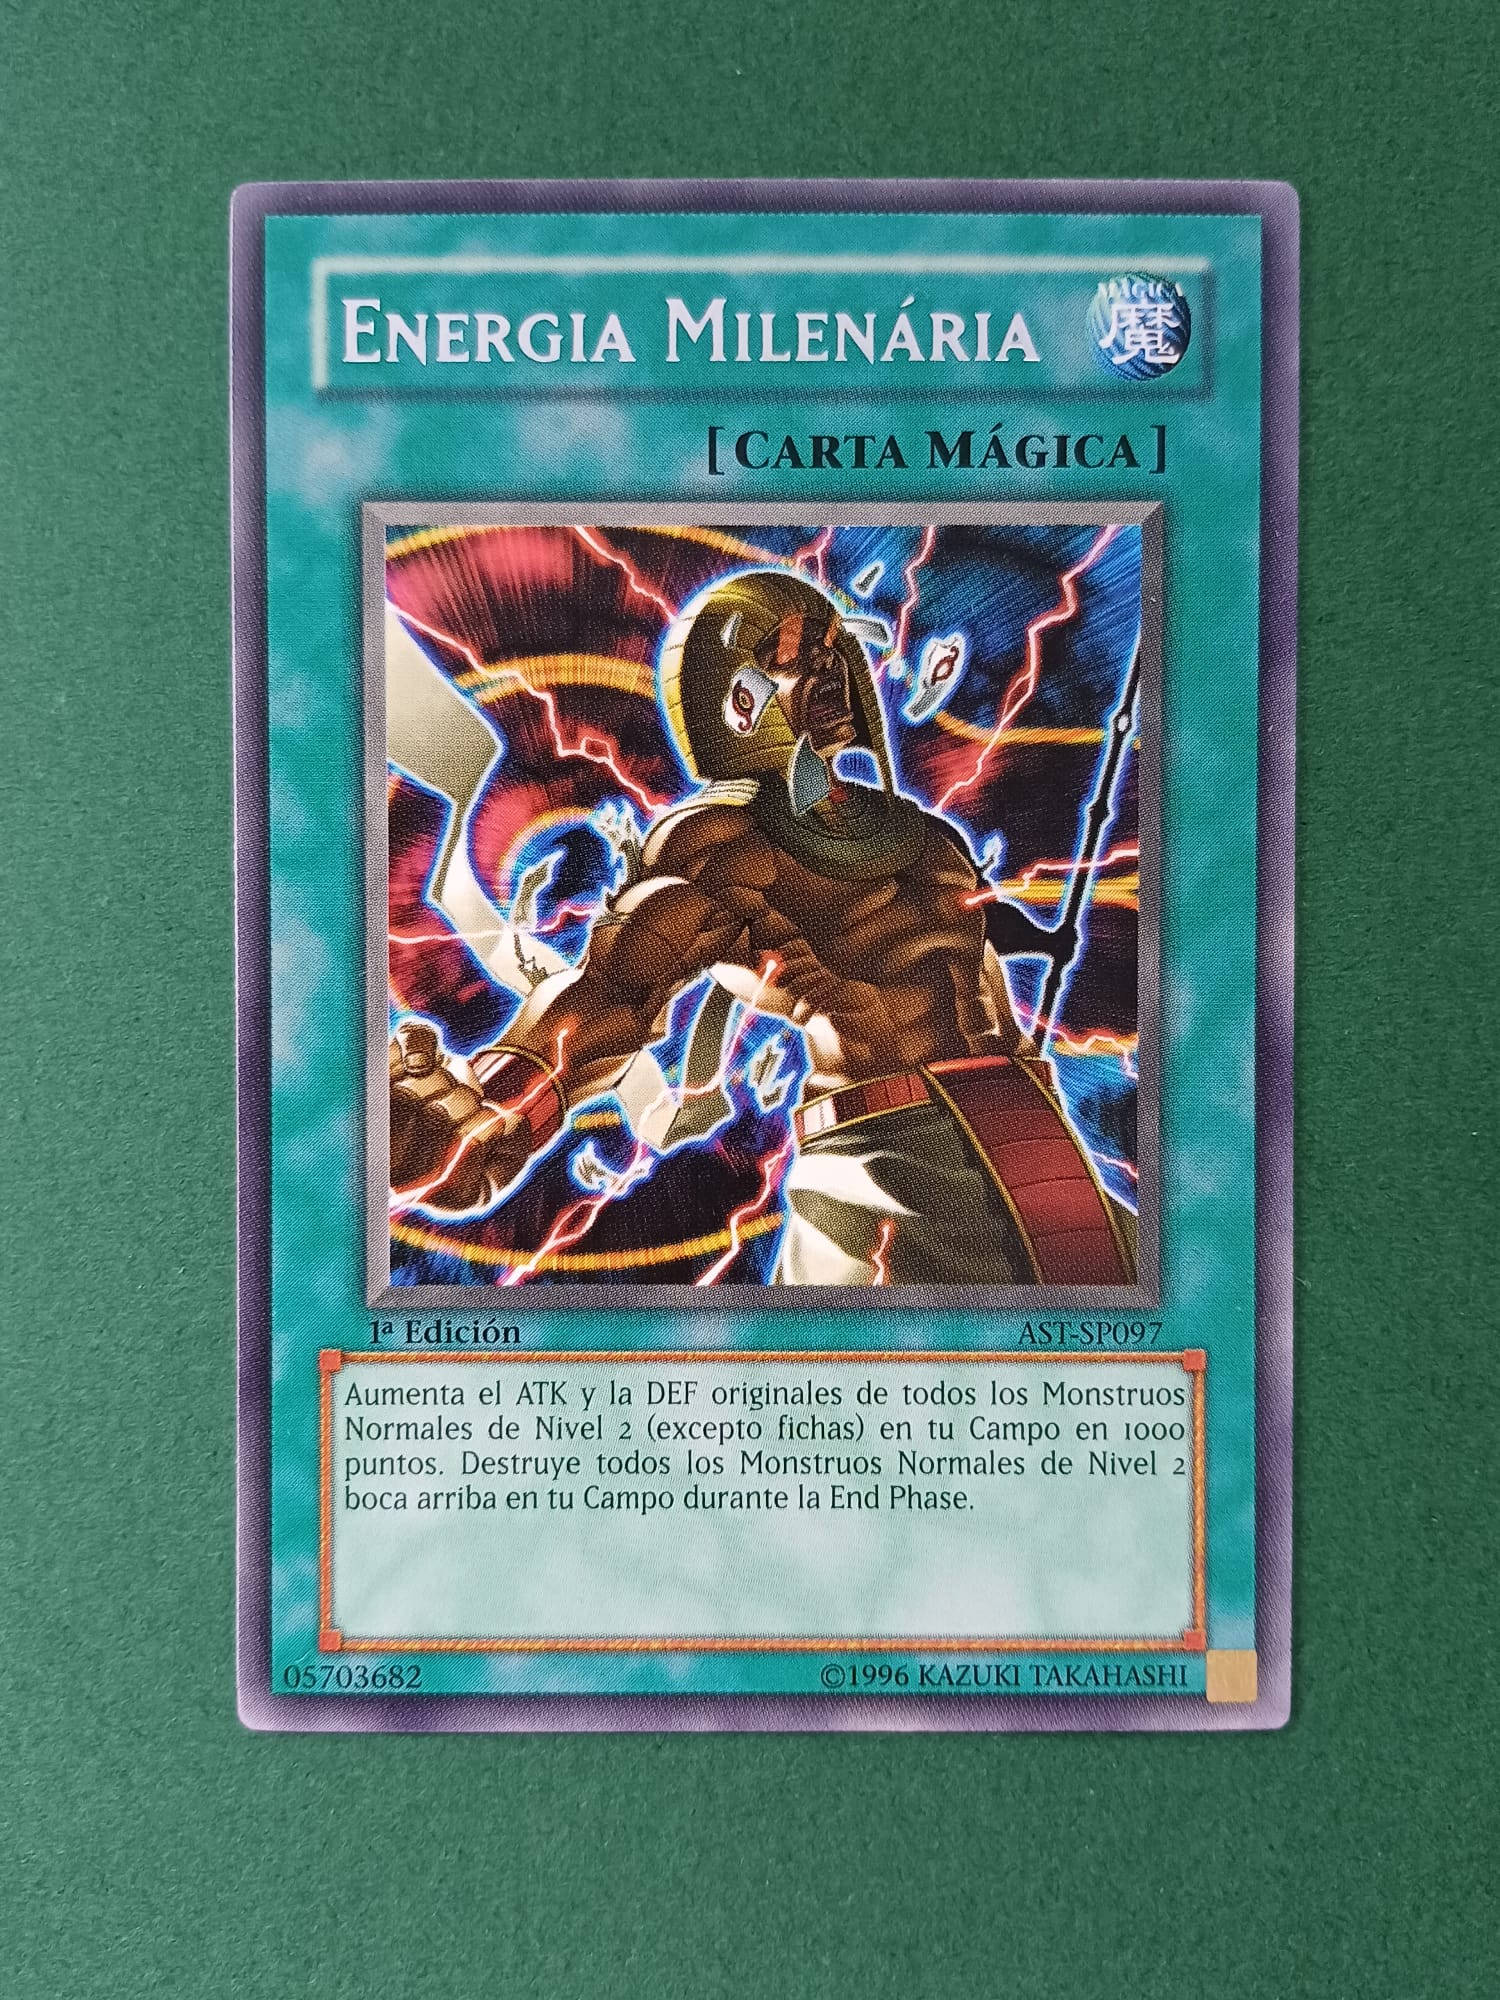 ENERGIA MILENÁRIA
MÁGICA
魔
[CARTA MÁGICA]
1ª Edición
AST-SP097
Aumenta el ATK y la DEF originales de todos los Monstruos
Normales de Nivel 2 (excepto fichas) en tu Campo en 1000
puntos. Destruye todos los Monstruos Normales de Nivel 2
boca arriba en tu Campo durante la End Phase.
05703682
©1996 KAZUKI TAKAHASHI